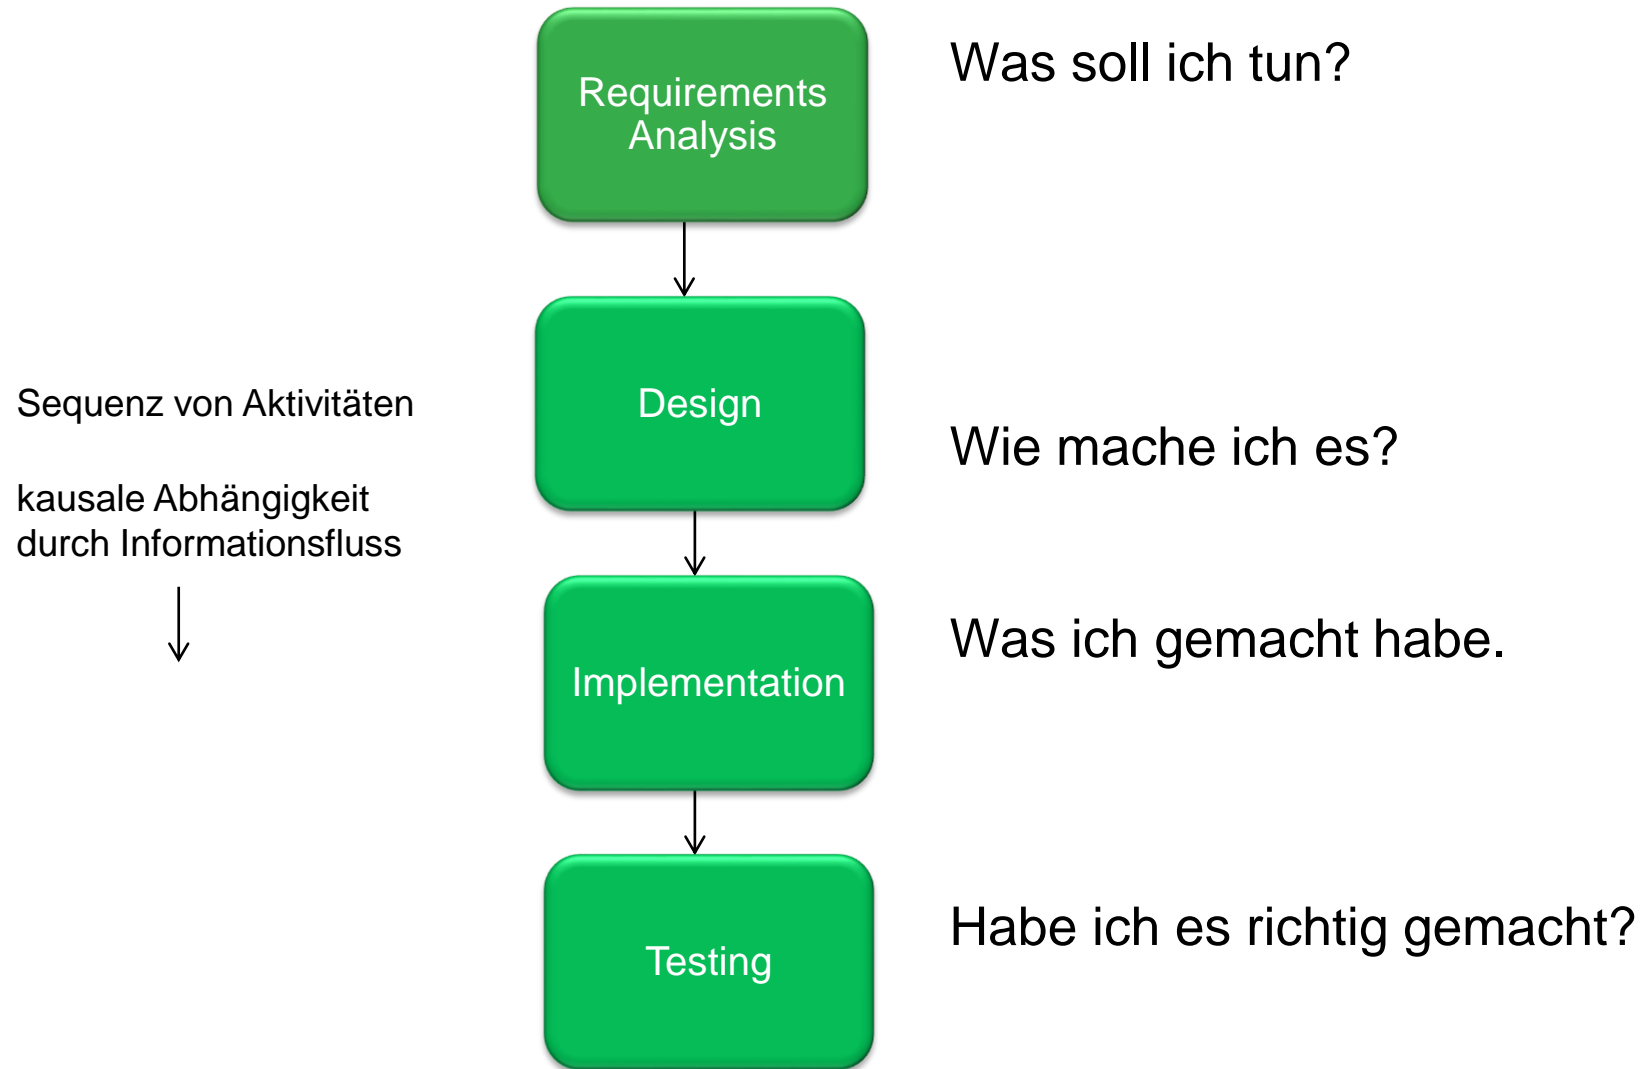 Requirements
Analysis
Was soll ich tun?
Sequenz von Aktivitäten
Design
Wie mache ich es?
kausale Abhängigkeit
durch Informationsfluss
Implementation
Was ich gemacht habe.
Testing
Habe ich es richtig gemacht?